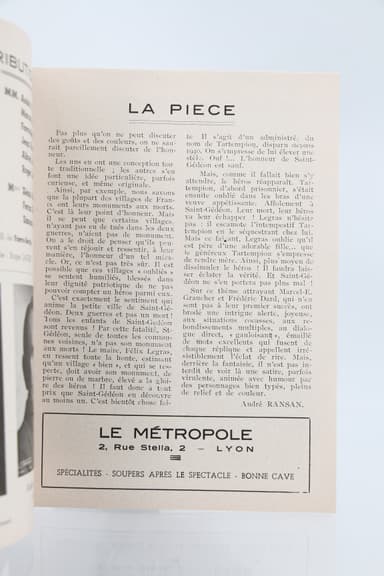 RIBUT
MM.
LA PIECE
Pas plus qu'on ne peut discuter
des goûts et des couleurs, on ne sau-
rait pareillement discuter de l'hon-
neur.
Les uns en ont une conception tou-
te traditionnelle ; les autres s'en
font une idée particulière, parfois
curieuse, et même originale.
Ainsi, par exemple, nous savons
que la plupart des villages de Fran-
ce ont leurs monuments aux morts.
C'est là leur point d'honneur. Mais
il se peut que certains villages,
n'ayant pas eu de tués dans les deux
guerres, n'aient pas de monument.
On a le droit de penser qu'ils peu-
vent s'en réjouir et ressentir, à leur
manière, l'honneur d'un tel mira-
cle. Or, ce n'est pas très sûr. Il est
possible que ces villages « oubliés »
se sentent humiliés, blessés dans
leur dignité patriotique de ne pas
pouvoir compter un héros parmi eux.
C'est exactement le sentiment qui
anime la petite ville de Saint-Gé-
déon. Deux guerres et pas un mort !
Tous les enfants de Saint-Gédéon
sont revenus ! Par cette fatalité, St-
Gédéon, seule de toutes les commu-
nes voisines, n'a pas un monument
aux morts ! Le maire, Félix Legras,
en ressent toute la honte, estimant
qu'un village « bien », et qui se res-
pecte, doit avoir son monument, de
pierre ou de marbre, élevé à la gloi-
re des héros ! Il faut donc à tout
prix que Saint-Gédéon en découvre
au moins un. C'est bientôt chose fai-
te Il s'agit d'un administré, du
nom de Tartempion, disparu depuis
1940. On s'empresse de lui élever une
stèle. Ouf !... L'honneur de Saint-
Gédéon est sauf.
Mais, comme il fallait bien s'y
attendre, le héros réapparaît. Tar-
tempion, d'abord prisonnier, s'était
ensuite oublié dans les bras d'une
veuve appétissante. Affolement à
Saint-Gédéon. Leur mort, leur héros
va leur échapper ! Legras n'hésite
pas : il escamote l'intempestif Tar-
tempion en le séquestrant chez lui.
Mais ce faisant, Legras oublie qu'il
est père d'une adorable fille... que
le généreux Tartempion s'empresse
de rendre mère. Ainsi, plus moyen de
dissimuler le héros ! Il faudra lais-
ser éclater la vérité. Et Saint-Gé-
déon ne s'en portera pas plus mal !
Sur ce thème attrayant Marcel-E.
Grancher et Frédéric Dard, qui n'en
sont pas à leur premier succès, ont
brodé une intrigue alerte, joyeuse,
aux situations cocasses, aux re-
bondissements multiples, au dialo-
gue direct, « gauloisant », émaillé
de mots excellents qui fusent de
chaque réplique et appellent irré-
sistiblement l'éclat de rire. Mais,
derrière la fantaisie, il n'est pas in-
terdit de voir là une satire, parfois
virulente, animée avec humour par
des personnages bien typés, pleins
de relief et de couleur.
André RANSAN.
LE MÉTROPOLE
2, Rue Stella, 2 — LYON
SPÉCIALITÉS - SOUPERS APRÈS LE SPECTACLE - BONNE CAVE